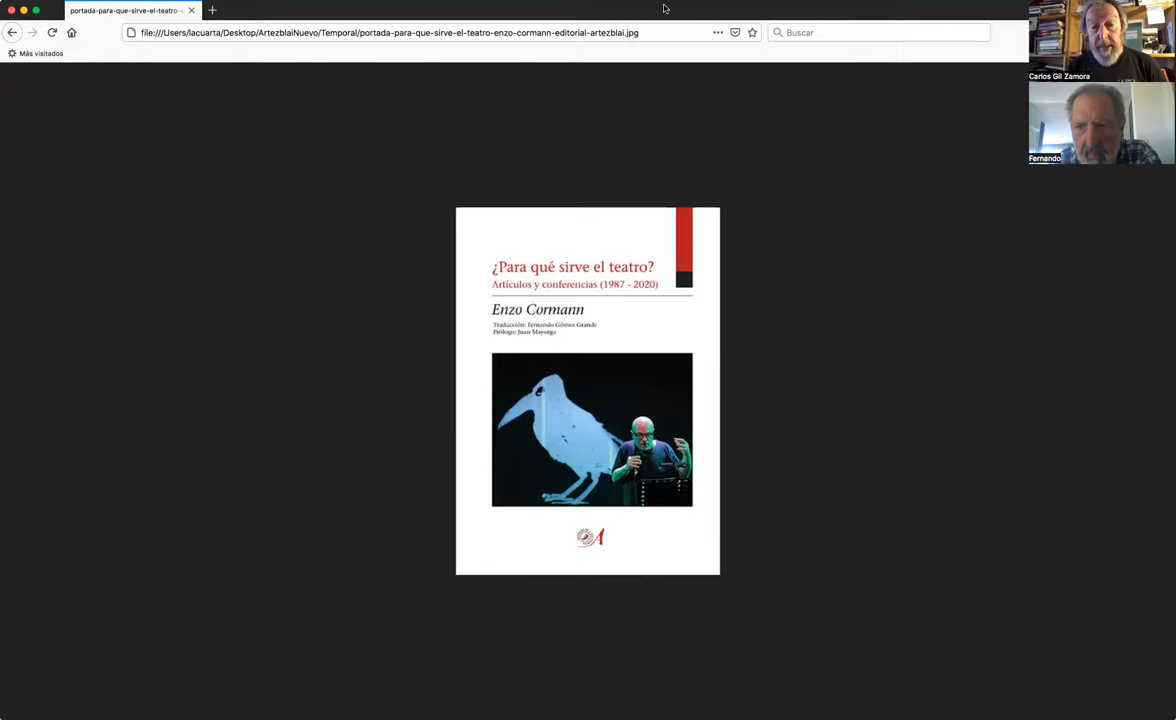 portada-para-que-sirve-el-teatro-
file:///Users/lacuarta/Desktop/ArtezblaiNuevo/Temporal/portada-para-que-sirve-el-teatro-enzo-cormann-editorial-artezblai.jpg
Buscar
Más visitados
Carlos Gil Zamora
Fernando
¿Para qué sirve el teatro?
Artículos y conferencias (1987 - 2020)
Enzo Cormann
Traducción: Fernando Gómez Grande
Prólogo: Juan Mayorga